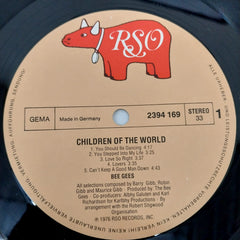 RSO
2394 169
GEMA
Made in Germany
STEREO
33
1
CHILDREN OF THE WORLD
1. You Should Be Dancing 4:17
2. You Stepped Into My Life 3:25
3. Love So Right 3:33
4. Lovers 3:35
5. Can't Keep A Good Man Down 4:43
BEE GEES
All selections composed by Barry Gibb, Robin
Gibb and Maurice Gibb · Produced by The Bee
Gees · Co-production: Albhy Galuten and Karl
Richardson for Karlbhy Productions · By
arrangement with the Robert Stigwood
Organisation
℗ 1976 RSO RECORDS, INC.